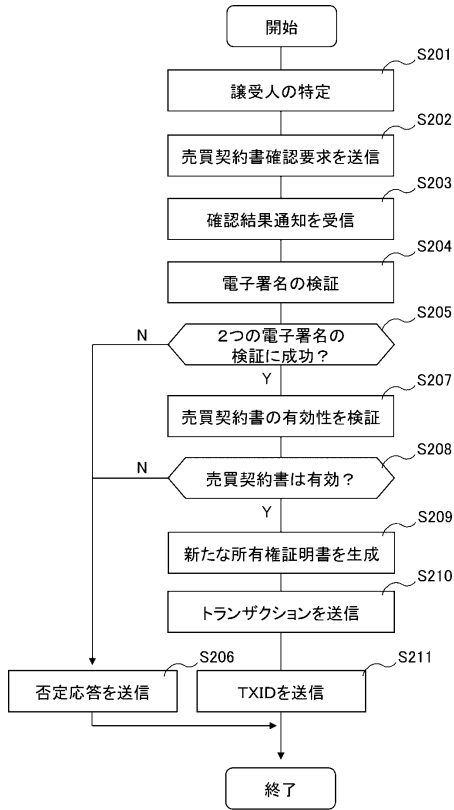 開始
S201
譲受人の特定
S202
売買契約書確認要求を送信
S203
確認結果通知を受信
S204
電子署名の検証
S205
N
2つの電子署名の
検証に成功？
Y
S207
売買契約書の有効性を検証
S208
N
売買契約書は有効？
Y
S209
新たな所有権証明書を生成
S210
トランザクションを送信
S206
S211
否定応答を送信
TXIDを送信
終了